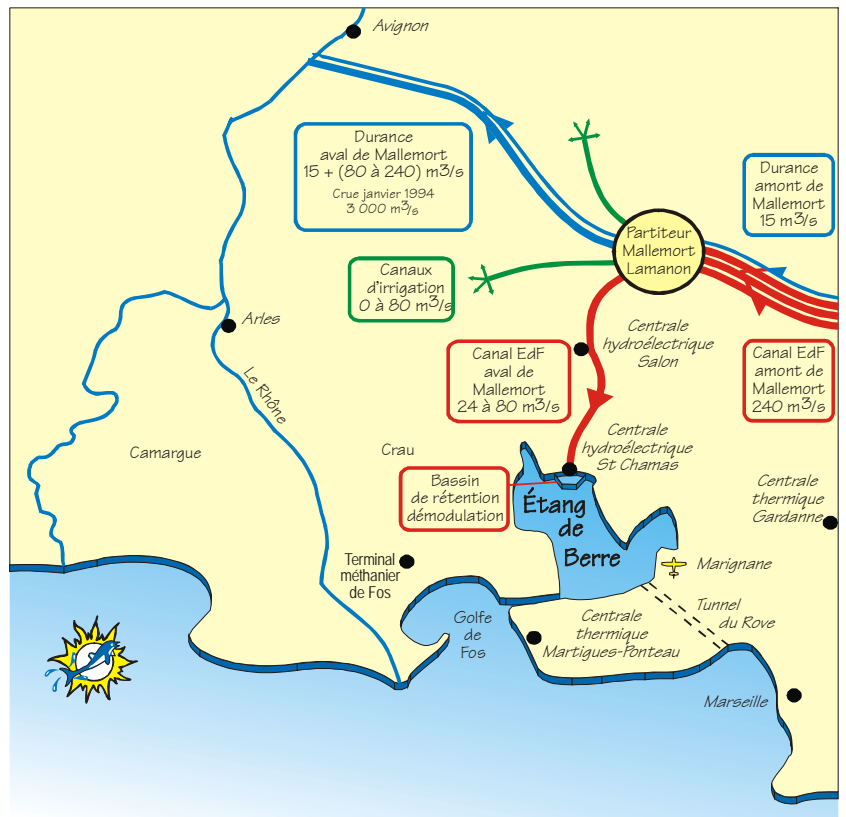 Avignon
Durance
aval de Mallemort
15 + (80 à 240) m3/s
Crue janvier 1994
3 000 m3/s
Durance
amont de
Mallemort
15 m3/s
Partiteur
Mallemort
Lamanon
Canaux
d'irrigation
0 à 80 m3/s
Arles
Centrale
hydroélectrique
Salon
Canal EdF
aval de
Mallemort
24 à 80 m3/s
Canal EdF
amont de
Mallemort
240 m3/s
Le Rhône
Camargue
Crau
Centrale
hydroélectrique
St Chamas
Bassin
de rétention
démodulation
Étang
de
Berre
Centrale
thermique
Gardanne
Terminal
méthanier
de Fos
Marignane
Golfe
de
Fos
Centrale
thermique
Martigues-Ponteau
Tunnel
du Rove
Marseille